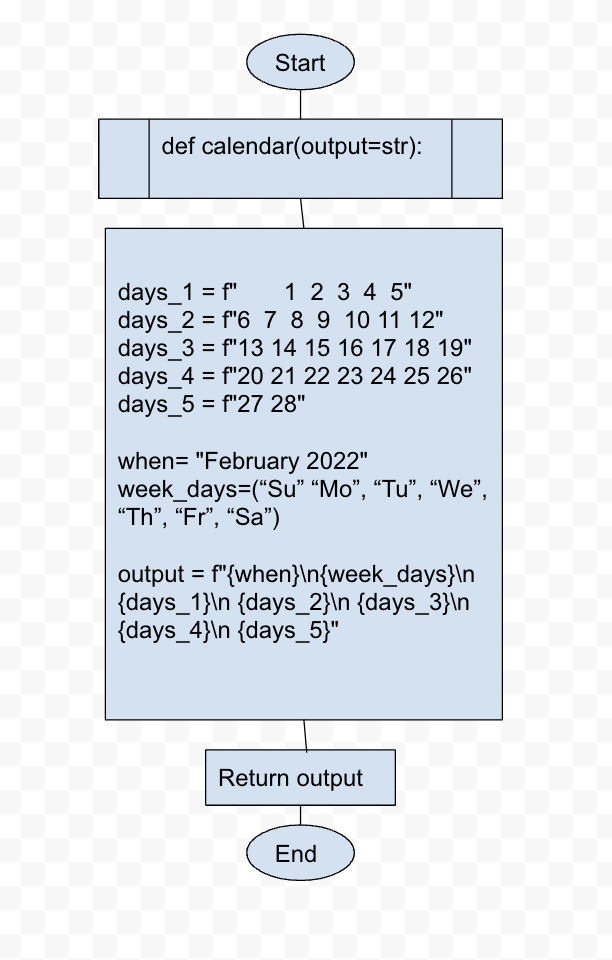 Start
def calendar(output=str):
days_1 = f"       1  2  3  4  5"
days_2 = f"6  7  8  9  10 11 12"
days_3 = f"13 14 15 16 17 18 19"
days_4 = f"20 21 22 23 24 25 26"
days_5 = f"27 28"
when= "February 2022"
week_days=(“Su” “Mo”, “Tu”, “We”,
“Th”, “Fr”, “Sa”)
output = f"{when}\n{week_days}\n
{days_1}\n {days_2}\n {days_3}\n
{days_4}\n {days_5}"
Return output
End